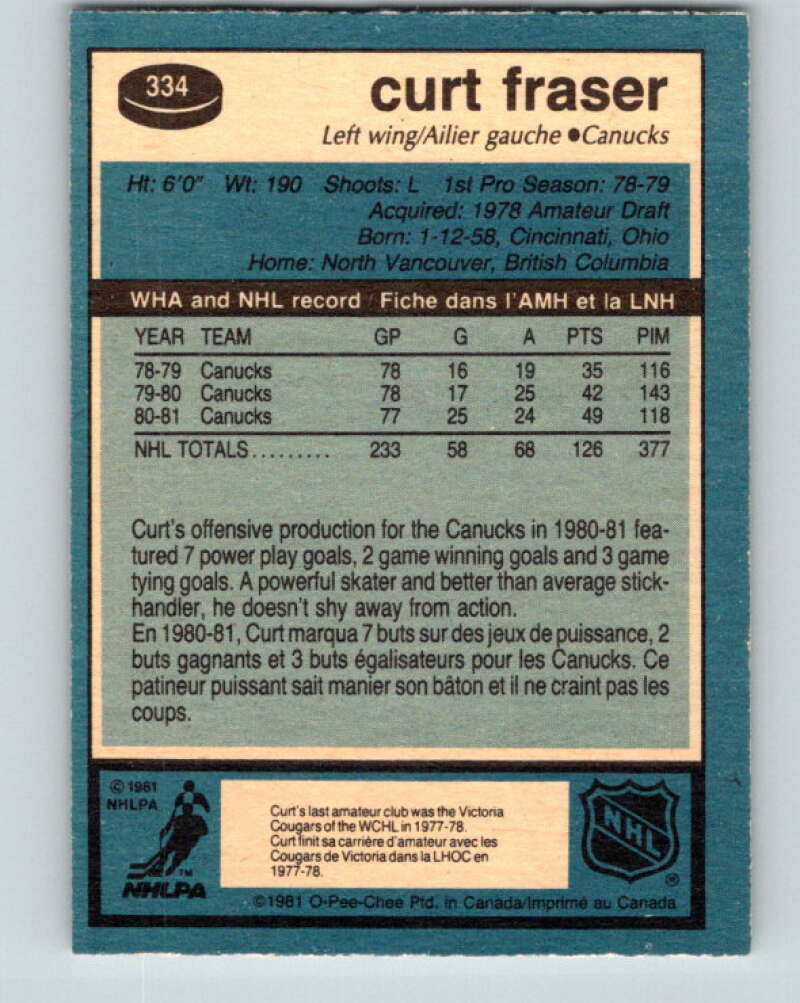 334
curt fraser
Left wing/Ailier gauche ●Canucks
Ht: 6'0" Wt: 190 Shoots: L 1st Pro Season: 78-79
Acquired: 1978 Amateur Draft
Born: 1-12-58, Cincinnati, Ohio
Home: North Vancouver, British Columbia
WHA and NHL record / Fiche dans l'AMH et la LNH
YEAR TEAM GP G A PTS PIM
78-79 Canucks 78 16 19 35 116
79-80 Canucks 78 17 25 42 143
80-81 Canucks 77 25 24 49 118
NHL TOTALS......... 233 58 68 126 377
Curt's offensive production for the Canucks in 1980-81 fea-
tured 7 power play goals, 2 game winning goals and 3 game
tying goals. A powerful skater and better than average stick-
handler, he doesn't shy away from action.
En 1980-81, Curt marqua 7 buts sur des jeux de puissance, 2
buts gagnants et 3 buts égalisateurs pour les Canucks. Ce
patineur puissant sait manier son bâton et il ne craint pas les
coups.
© 1981
NHLPA
TM
NHLPA
Curt's last amateur club was the Victoria
Cougars of the WCHL in 1977-78.
Curt finit sa carrière d'amateur avec les
Cougars de Victoria dans la LHOC en
1977-78.
NHL
®
©1981 O-Pee-Chee Ptd. in Canada/Imprimé au Canada